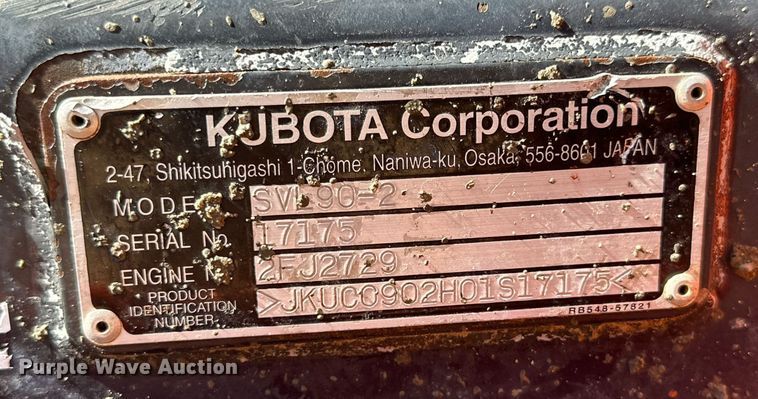 KUBOTA Corporation
2-47, Shikitsuhigashi 1-Chome, Naniwa-ku, Osaka, 556-8601 JAPAN
MODEL SVL90-2
SERIAL No. 17175
ENGINE N 2FJ2729
PRODUCT
IDENTIFICATION
NUMBER >JKUC0902H01S17175<
RB548-57821
Purple Wave Auction